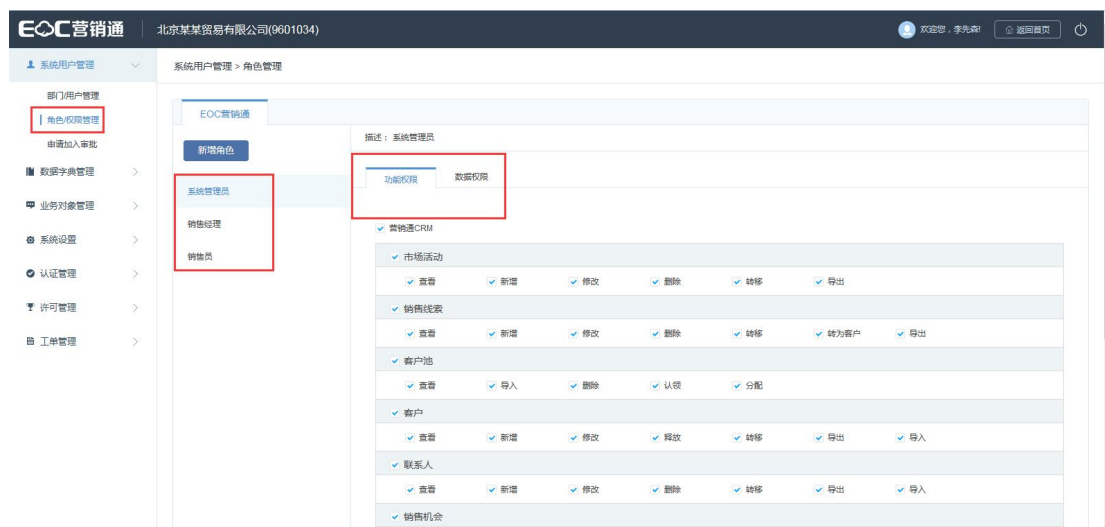 EOC营销通 北京某某贸易有限公司(9601034) 欢迎您，李先森! 返回首页
系统用户管理
系统用户管理 > 角色管理
部门/用户管理
角色/权限管理
申请加入审批
数据字典管理
业务对象管理
系统设置
认证管理
许可管理
工单管理
EOC营销通
新增角色
系统管理员
销售经理
销售员
描述： 系统管理员
功能权限 数据权限
营销通CRM
市场活动
查看 新增 修改 删除 转移 导出
销售线索
查看 新增 修改 删除 转移 转为客户 导出
客户池
查看 导入 删除 认领 分配
客户
查看 新增 修改 释放 转移 导出 导入
联系人
查看 新增 修改 删除 转移 导出 导入
销售机会